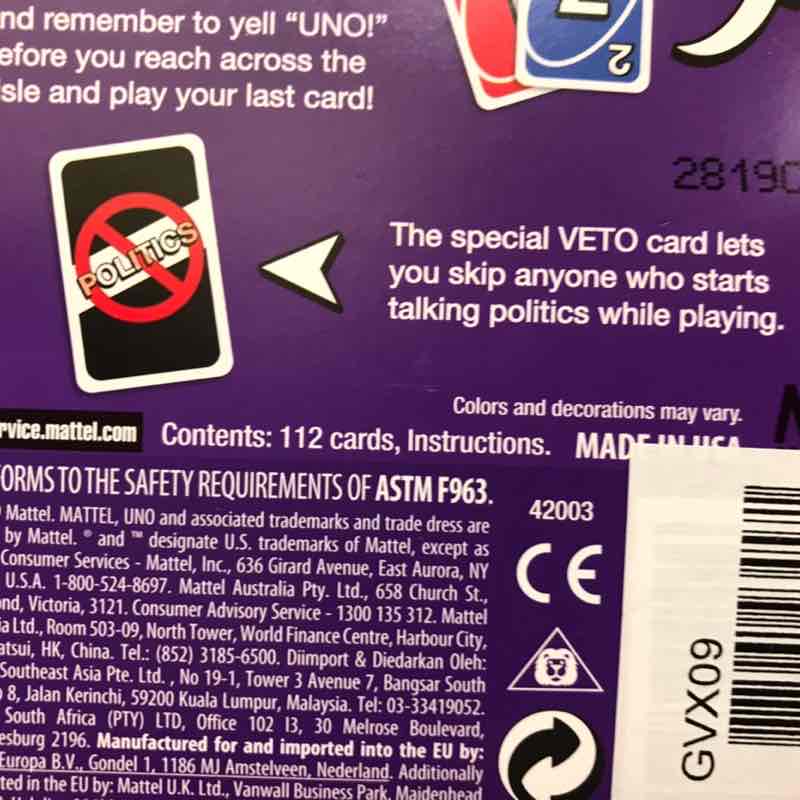 nd remember to yell “UNO!”
efore you reach across the
isle and play your last card!
2
2819
POLITICS
The special VETO card lets
you skip anyone who starts
talking politics while playing.
Colors and decorations may vary.
rvice.mattel.com
Contents: 112 cards, Instructions. MADE IN USA
ORMS TO THE SAFETY REQUIREMENTS OF ASTM F963.
Mattel. MATTEL, UNO and associated trademarks and trade dress are
by Mattel. ® and ™ designate U.S. trademarks of Mattel, except as
Consumer Services - Mattel, Inc., 636 Girard Avenue, East Aurora, NY
U.S.A. 1-800-524-8697. Mattel Australia Pty. Ltd., 658 Church St.,
nd, Victoria, 3121. Consumer Advisory Service - 1300 135 312. Mattel
ia Ltd., Room 503-09, North Tower, World Finance Centre, Harbour City,
atsui, HK, China. Tel.: (852) 3185-6500. Diimport & Diedarkan Oleh:
Southeast Asia Pte. Ltd. , No 19-1, Tower 3 Avenue 7, Bangsar South
8, Jalan Kerinchi, 59200 Kuala Lumpur, Malaysia. Tel: 03-33419052.
South Africa (PTY) LTD, Office 102 I3, 30 Melrose Boulevard,
esburg 2196. Manufactured for and imported into the EU by:
Europa B.V., Gondel 1, 1186 MJ Amstelveen, Nederland. Additionally
ted in the EU by: Mattel U.K. Ltd., Vanwall Business Park, Maidenhead
42003
CE
GVX09